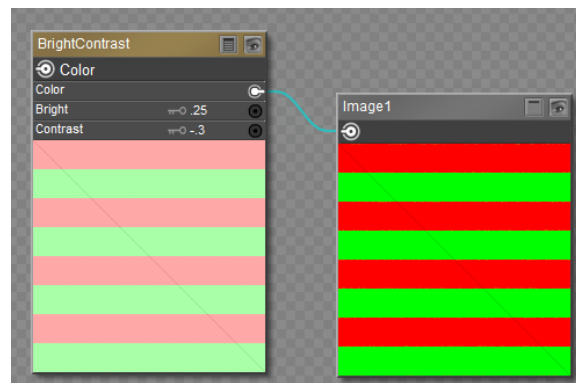 BrightContrast
Color
Color
Bright .25
Contrast -.3
Image1